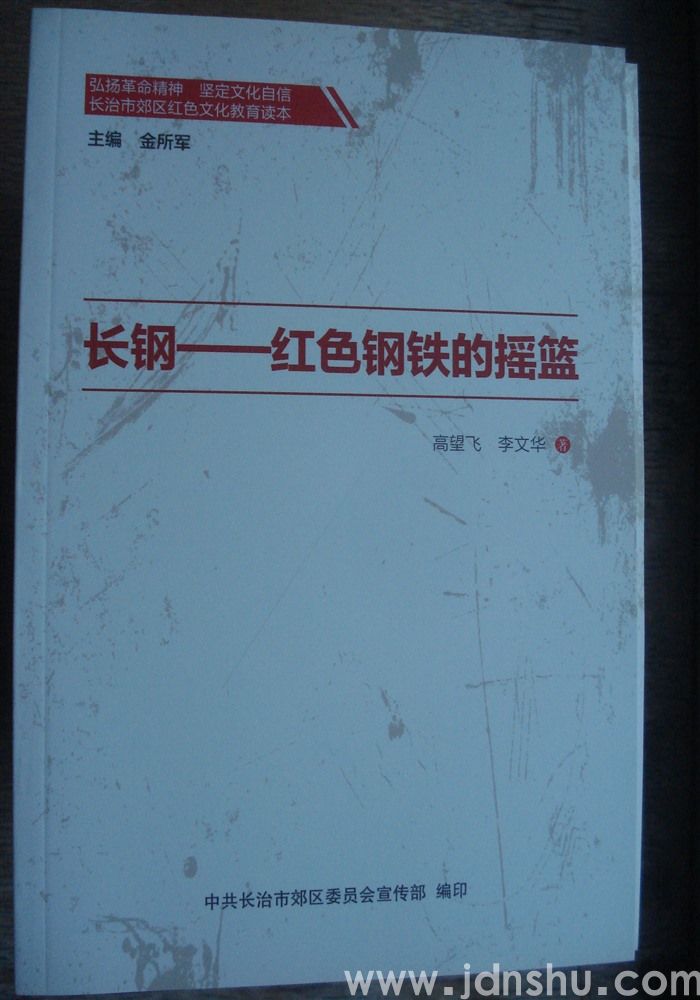 弘扬革命精神 坚定文化自信
长治市郊区红色文化教育读本
主编 金所军
长钢——红色钢铁的摇篮
高望飞 李文华 著
中共长治市郊区委员会宣传部 编印
www.jdnshu.com